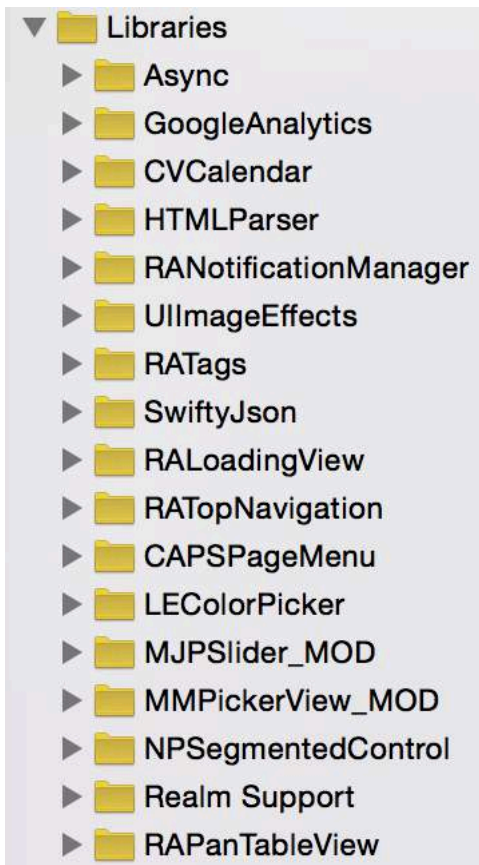 Libraries
Async
GoogleAnalytics
CVCalendar
HTMLParser
RANotificationManager
UIImageEffects
RATags
SwiftyJson
RALoadingView
RATopNavigation
CAPSPageMenu
LEColorPicker
MJPSlider_MOD
MMPickerView_MOD
NPSegmentedControl
Realm Support
RAPanTableView